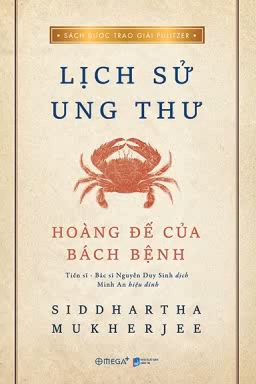 SÁCH ĐƯỢC TRAO GIẢI PULITZER
LỊCH SỬ
UNG THƯ
HOÀNG ĐẾ CỦA
BÁCH BỆNH
Tiến sĩ - Bác sĩ Nguyễn Duy Sinh dịch
Minh An hiệu đính
SIDDHARTHA
MUKHERJEE
OMEGA+